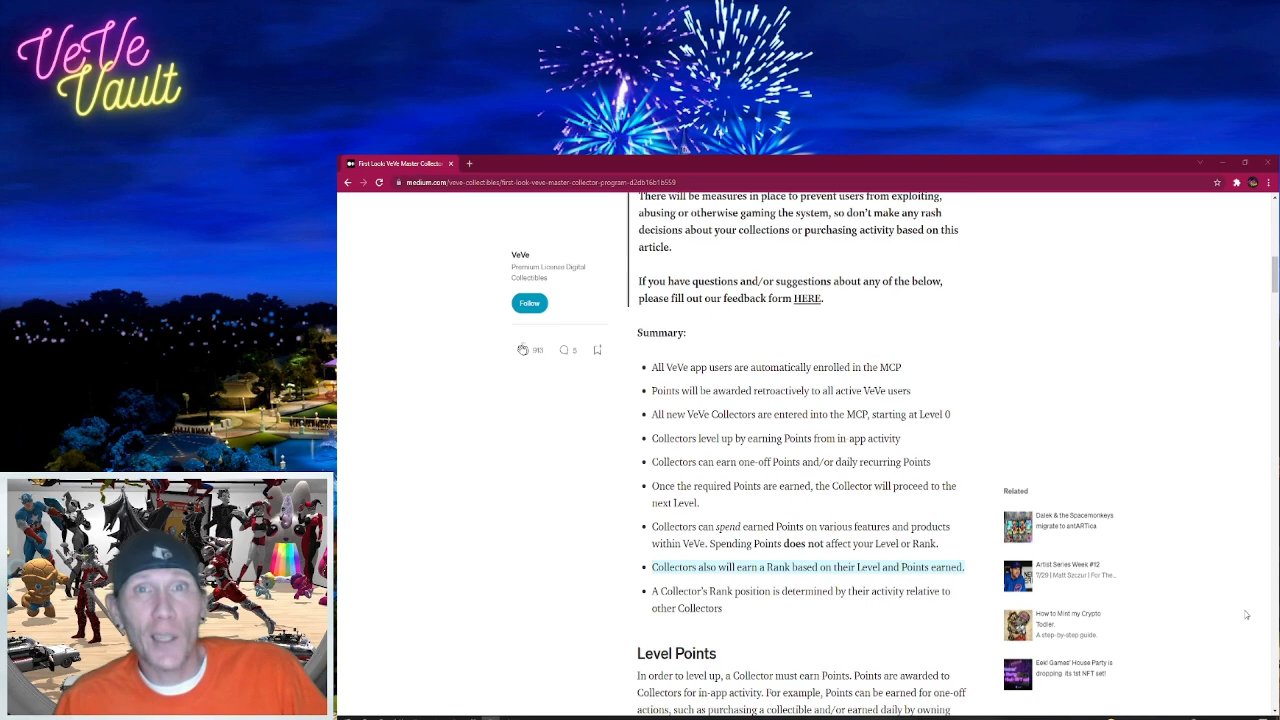 VeVe
Vault
First Look: VeVe Master Collecto
medium.com/veve-collectibles/first-look-veve-master-collector-program-d2db16b1b559
There will be measures in place to prevent users from exploiting,
abusing or otherwise gaming the system, so don't make any rash
decisions about your collections or purchasing activity based on this
article.
VeVe
Premium License Digital
Collectibles
If you have questions and/or suggestions about any of the below,
please fill out our feedback form HERE.
Follow
Summary:
913
5
All VeVe app users are automatically enrolled in the MCP
Points will be awarded retroactively to all active VeVe users
All new VeVe Collectors are entered into the MCP, starting at Level 0
Collectors level up by earning Points from in-app activity
Collectors can earn one-off Points and/or daily recurring Points
Once the required Points are earned, the Collector will proceed to the
next Level.
Collectors can spend earned Points on various features and products
within VeVe. Spending Points does not affect your Level or Rank.
Collectors also will earn a Rank based on their Level and Points earned.
A Collector's Rank position is determined by their activity relative to
other Collectors
Related
Dalek & the Spacemonkeys
migrate to antARTica
Artist Series Week #12
7/29 | Matt Szczur | For The...
How to Mint my Crypto
Todler.
A step-by-step guide.
Eek! Games' House Party is
dropping its 1st NFT set!
Level Points
In order to level up, a Collector must earn Points. Points are awarded to
Collectors for in-app activity. For example, Points can be earned for one-off
actions, such as purchasing a collectible and/or earned daily by owning